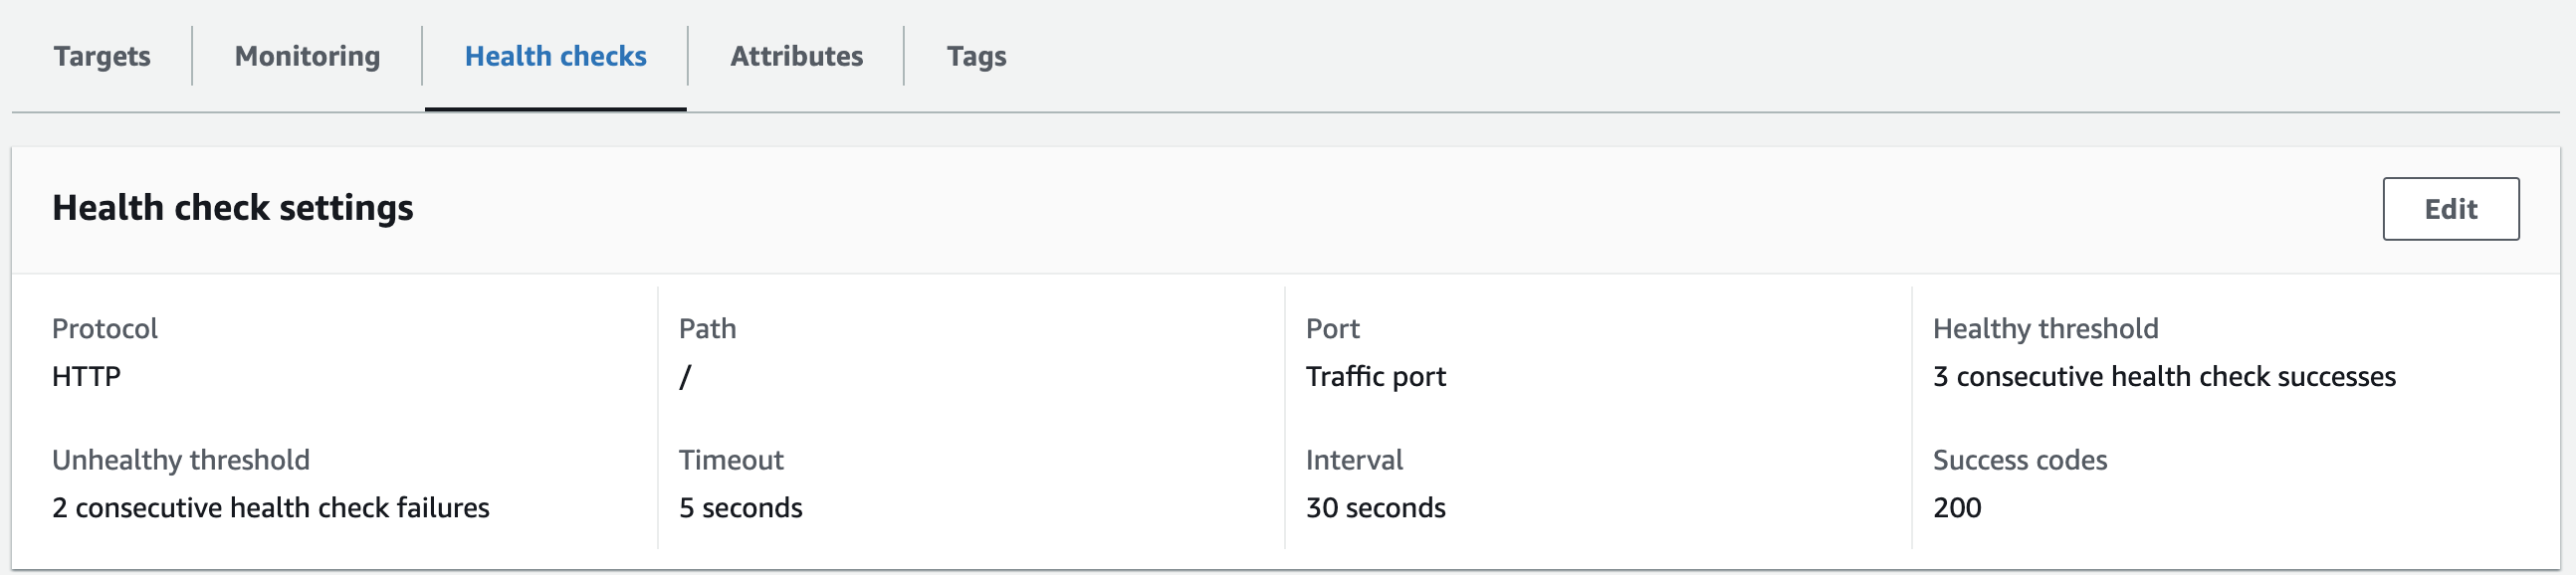 Targets Monitoring Health checks Attributes Tags
Health check settings
Edit
Protocol Path Port Healthy threshold
HTTP / Traffic port 3 consecutive health check successes
Unhealthy threshold Timeout Interval Success codes
2 consecutive health check failures 5 seconds 30 seconds 200